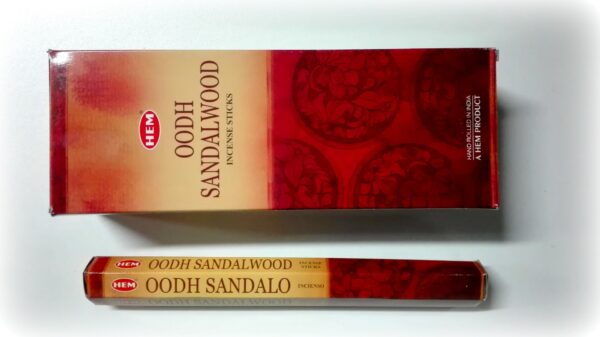 HEM
OODH
SANDALWOOD
INCENSE STICKS
HAND ROLLED IN INDIA
A HEM PRODUCT
HEM OODH SANDALWOOD INCENSE STICKS
HEM OODH SANDALO INCIENSO